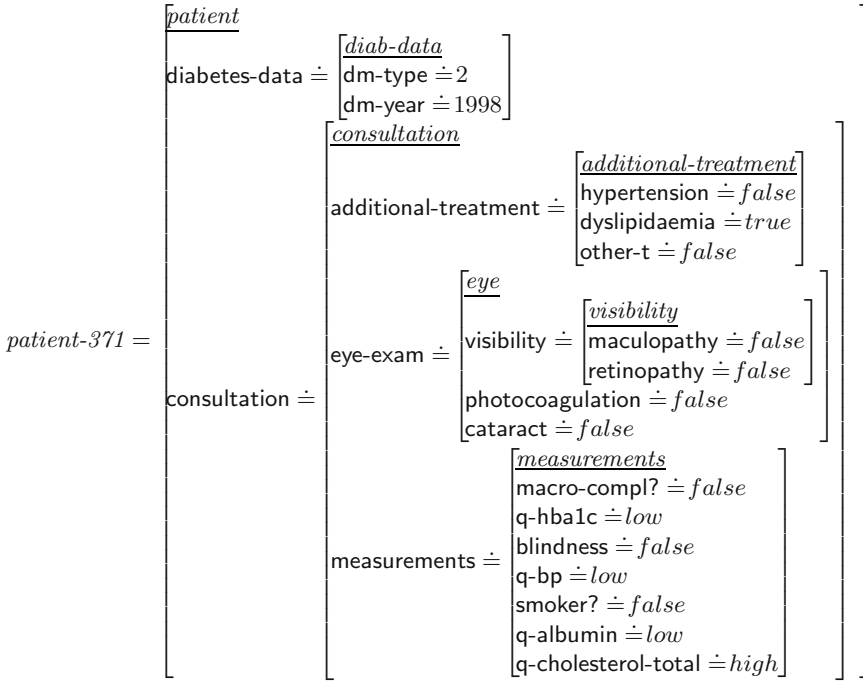 patient
diab-data
diabetes-data ≐ dm-type ≐ 2
dm-year ≐ 1998
consultation
additional-treatment
additional-treatment ≐ hypertension ≐ false
dyslipidaemia ≐ true
other-t ≐ false
eye
visibility
patient-371 = eye-exam ≐ visibility ≐ maculopathy ≐ false
retinopathy ≐ false
consultation ≐ photocoagulation ≐ false
cataract ≐ false
measurements
macro-compl? ≐ false
q-hba1c ≐ low
measurements ≐ blindness ≐ false
q-bp ≐ low
smoker? ≐ false
q-albumin ≐ low
q-cholesterol-total ≐ high